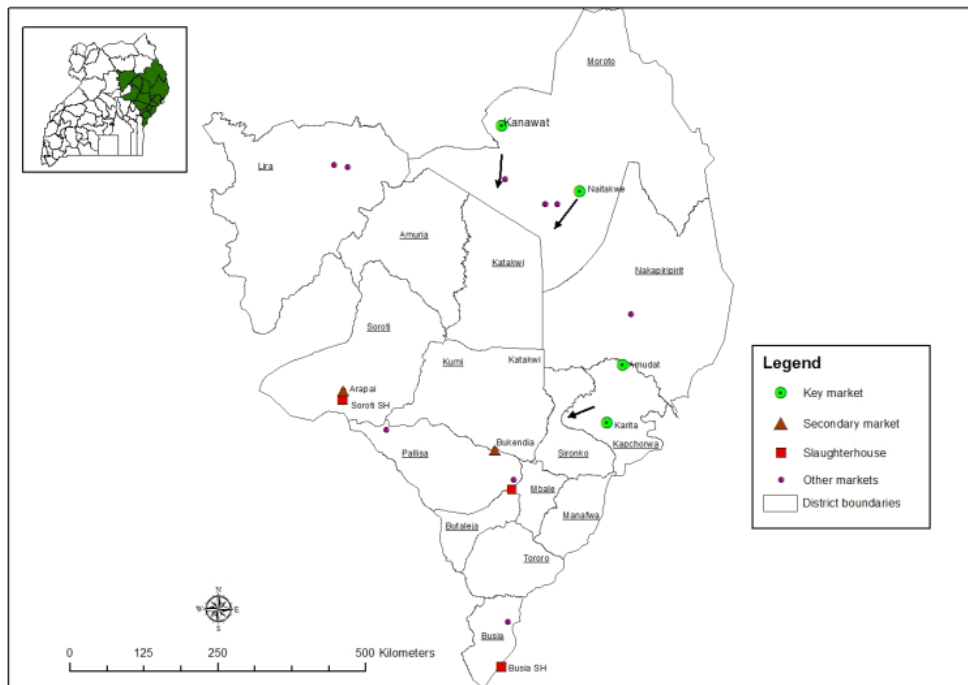 Moroto
Kanawat
Lira
Naitakwe
Amuria
Katakwi
Nakapiripirit
Soroti
Kumi
Katakwi
Amudat
Arapai
Soroti SH
Karita
Bukendia
Kapchorwa
Pallisa
Sironko
Mbale
Manafwa
Butaleja
Tororo
Busia
Busia SH
Legend
Key market
Secondary market
Slaughterhouse
Other markets
District boundaries
N
W E
S
0 125 250 500 Kilometers